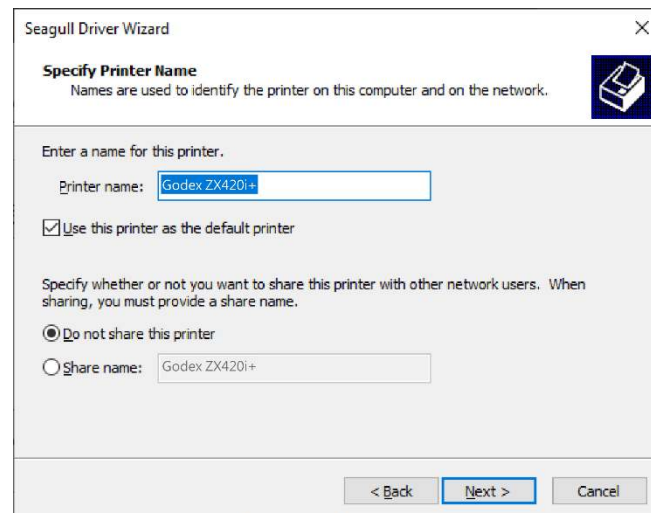 Seagull Driver Wizard
Specify Printer Name
Names are used to identify the printer on this computer and on the network.
Enter a name for this printer.
Printer name: Godex ZX420i+
Use this printer as the default printer
Specify whether or not you want to share this printer with other network users. When
sharing, you must provide a share name.
Do not share this printer
Share name: Godex ZX420i+
< Back Next > Cancel